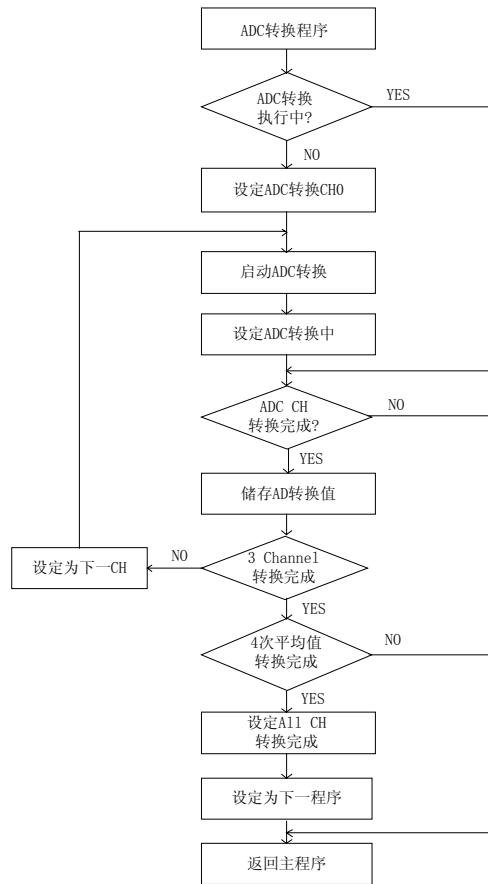 ADC转换程序
ADC转换
执行中?
YES
NO
设定ADC转换CH0
启动ADC转换
设定ADC转换中
ADC CH
转换完成?
NO
YES
储存AD转换值
3 Channel
转换完成
NO
设定为下一CH
YES
4次平均值
转换完成
NO
YES
设定All CH
转换完成
设定为下一程序
返回主程序